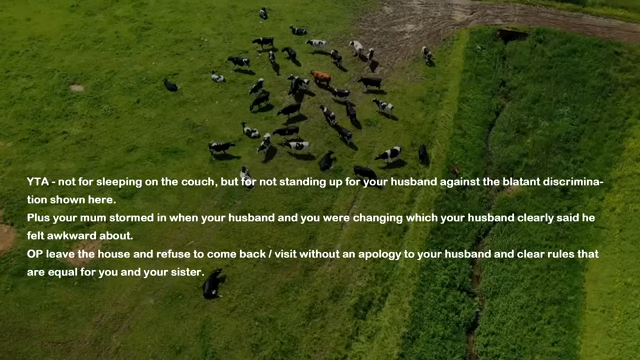 YTA - not for sleeping on the couch, but for not standing up for your husband against the blatant discrimina-
tion shown here.
Plus your mum stormed in when your husband and you were changing which your husband clearly said he
felt awkward about.
OP leave the house and refuse to come back / visit without an apology to your husband and clear rules that
are equal for you and your sister.